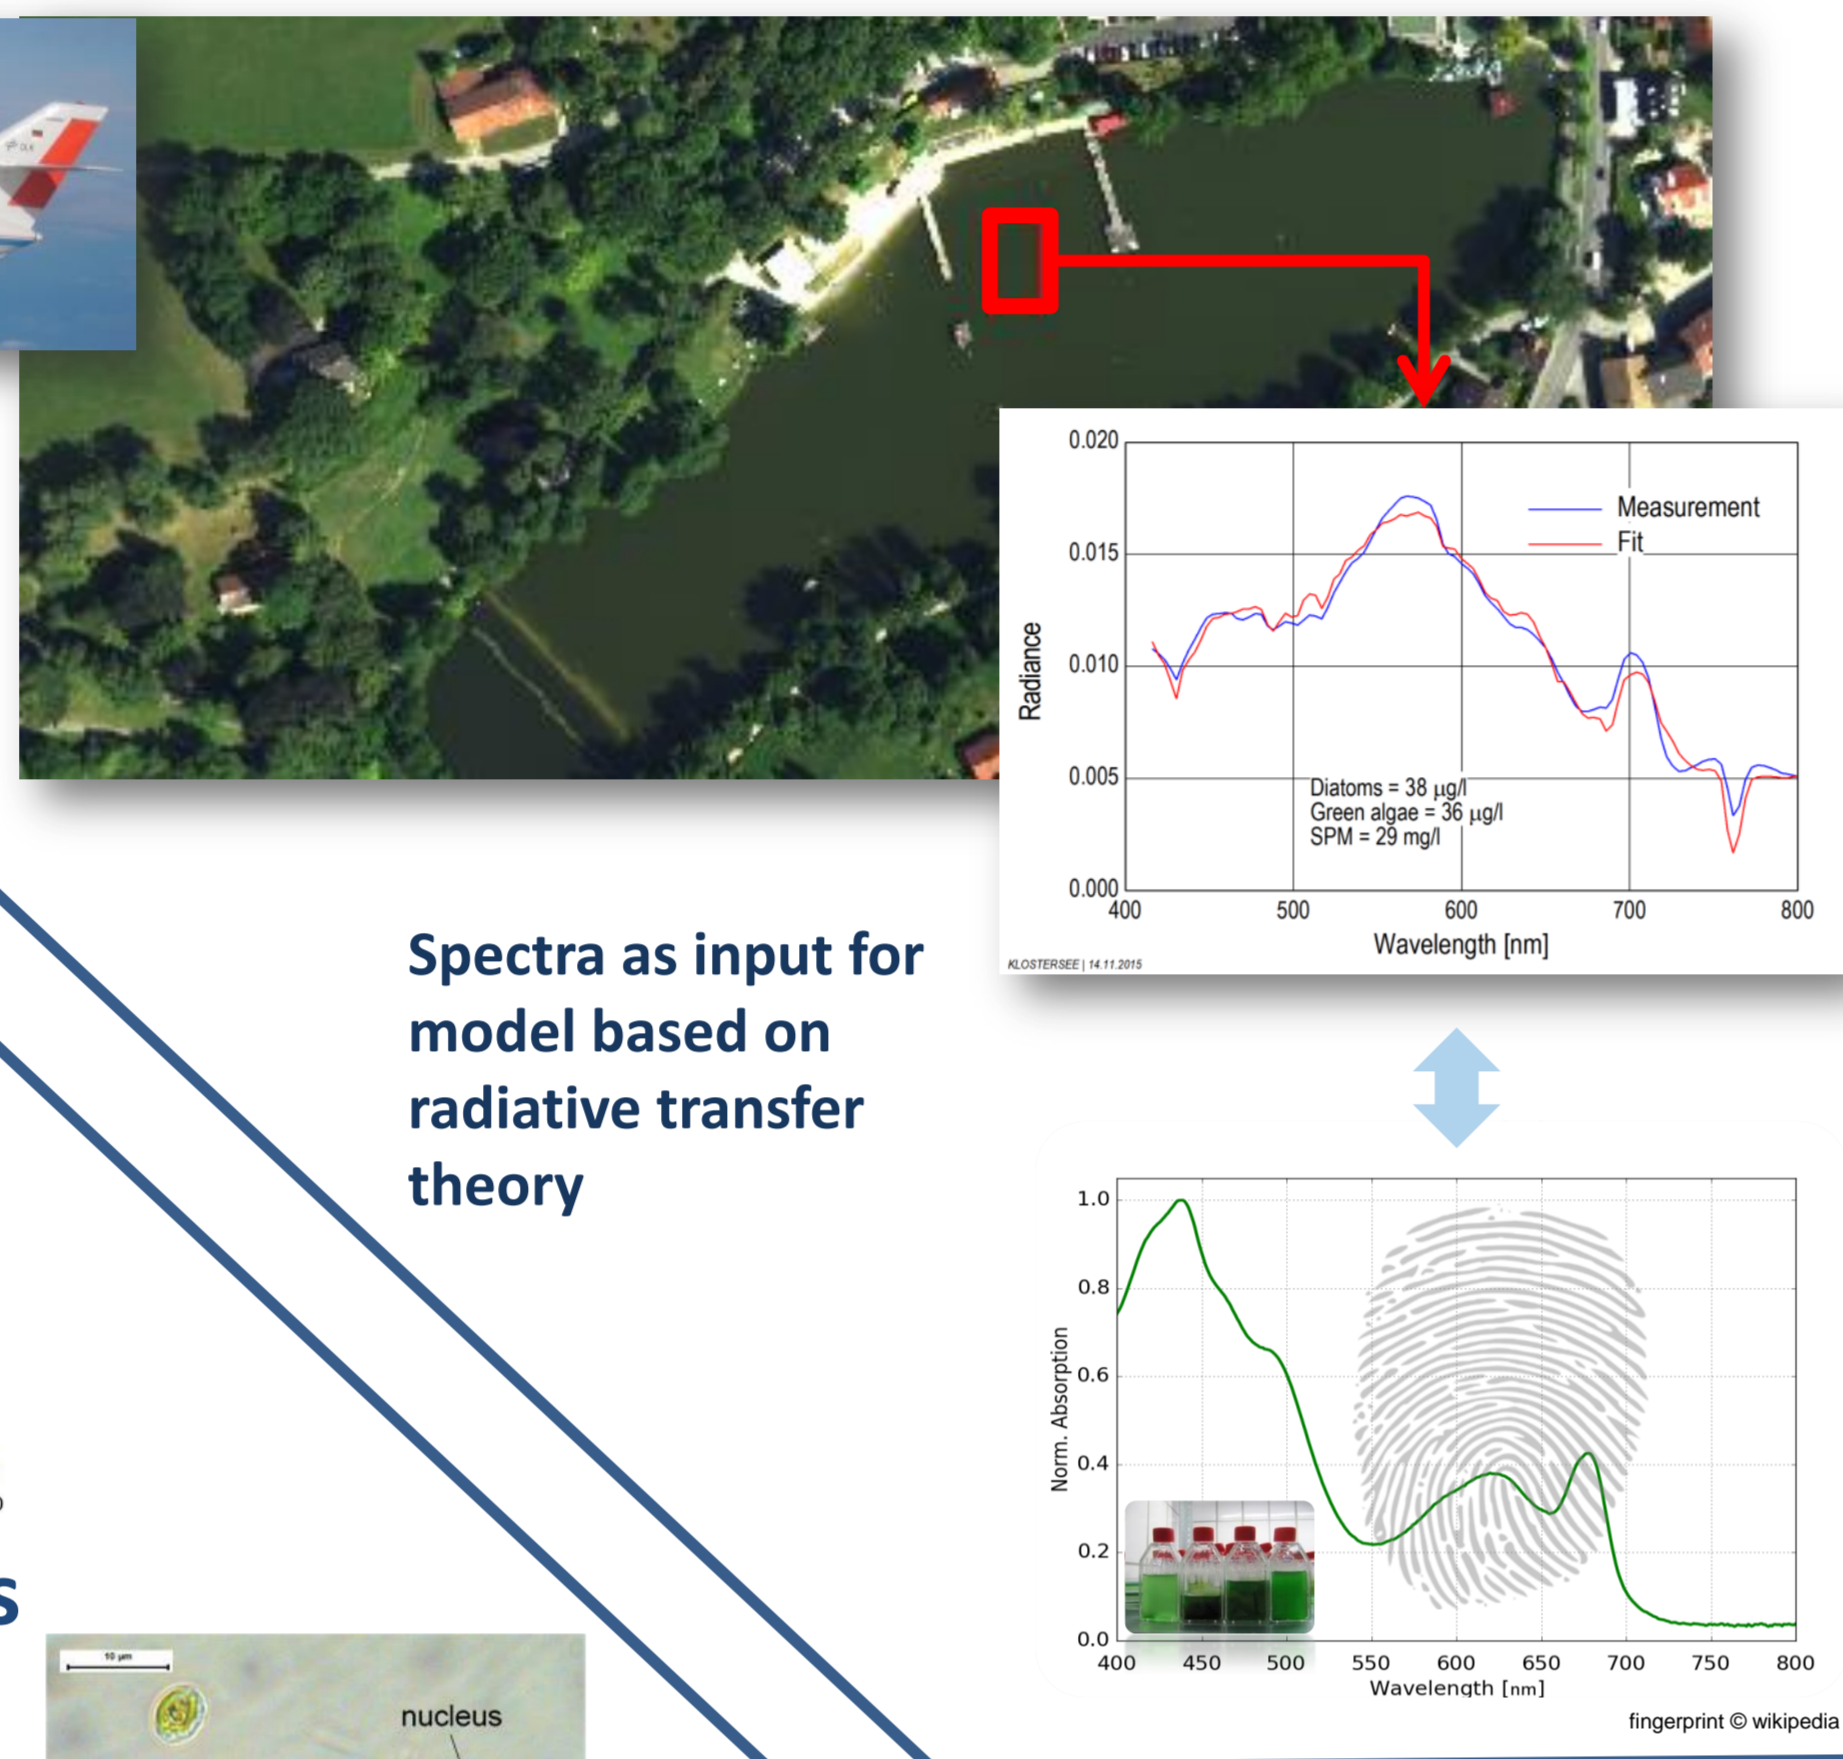 DLR
0.020
0.015
0.010
0.005
0.000
Radiance
Measurement
Fit
Diatoms = 38 µg/l
Green algae = 36 µg/l
SPM = 29 mg/l
400 500 600 700 800
Wavelength [nm]
KLOSTERSEE | 14.11.2015
Spectra as input for
model based on
radiative transfer
theory
1.0
0.8
0.6
0.4
0.2
0.0
Norm. Absorption
400 450 500 550 600 650 700 750 800
Wavelength [nm]
fingerprint © wikipedia
s
10 µm
nucleus